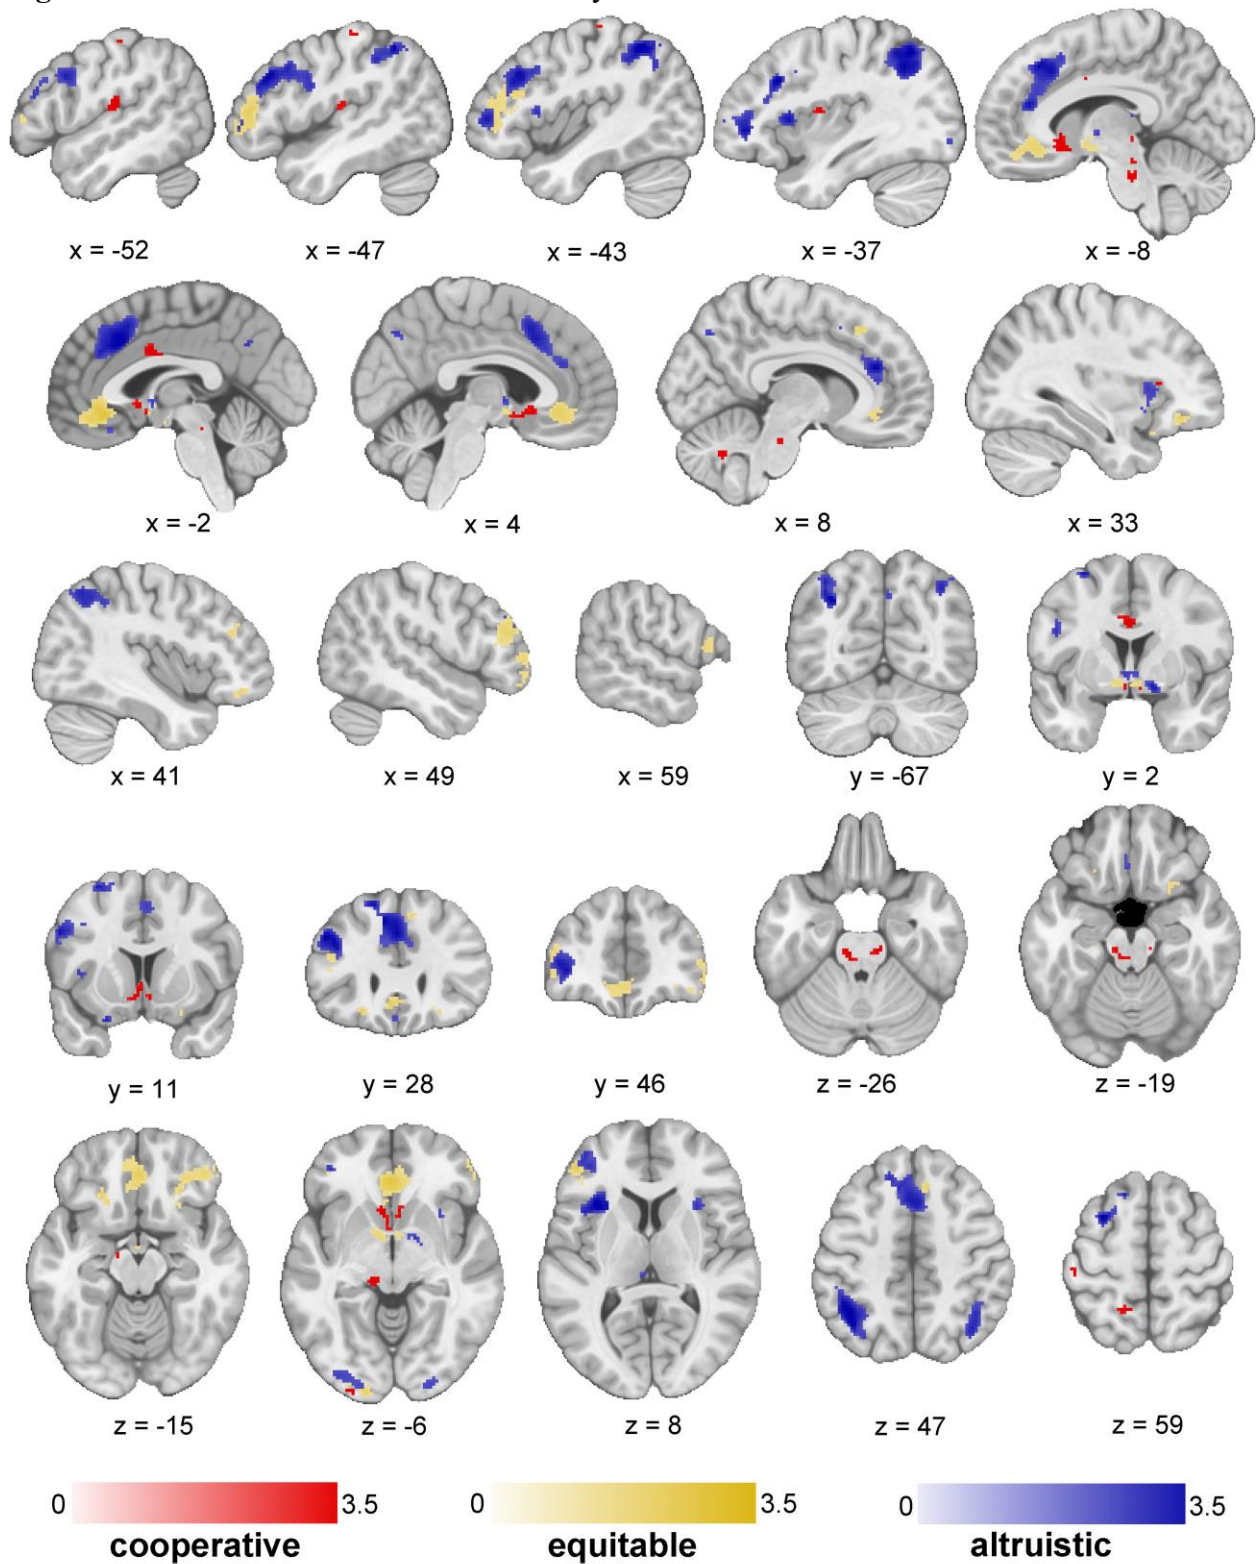 x = -52 x = -47 x = -43 x = -37 x = -8
x = -2 x = 4 x = 8 x = 33
x = 41 x = 49 x = 59 y = -67 y = 2
y = 11 y = 28 y = 46 z = -26 z = -19
z = -15 z = -6 z = 8 z = 47 z = 59
0 3.5 0 3.5 0 3.5
cooperative equitable altruistic